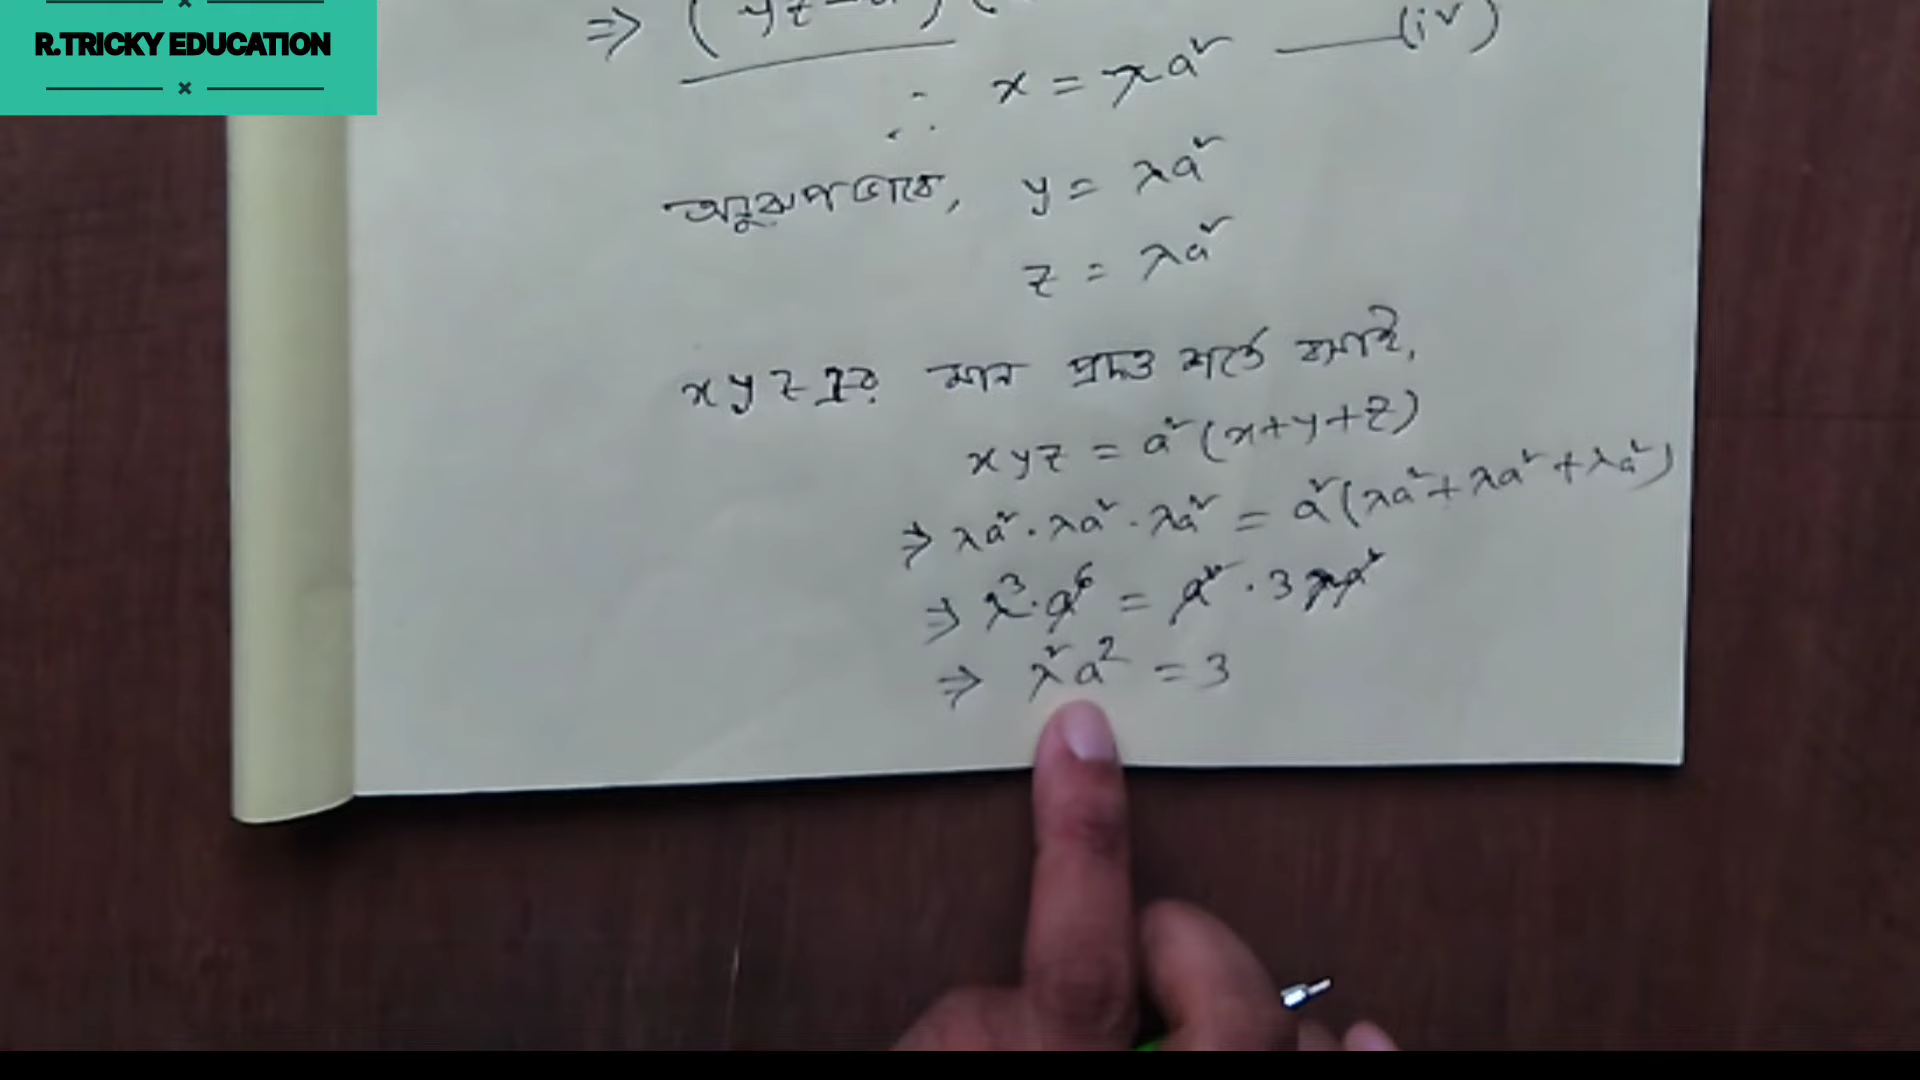 R.TRICKY EDUCATION
⇒ (yz-a²) (
∴ x = λa² ——(iv)
অনুরূপভাবে, y = λa²
z = λa²
xyz এর মান প্রদত্ত শর্তে বসাই,
xyz = a²(x+y+z)
⇒ λa² . λa² . λa² = a²(λa² + λa² + λa²)
⇒ λ³.a⁶ = a² . 3λa²
⇒ λ²a² = 3